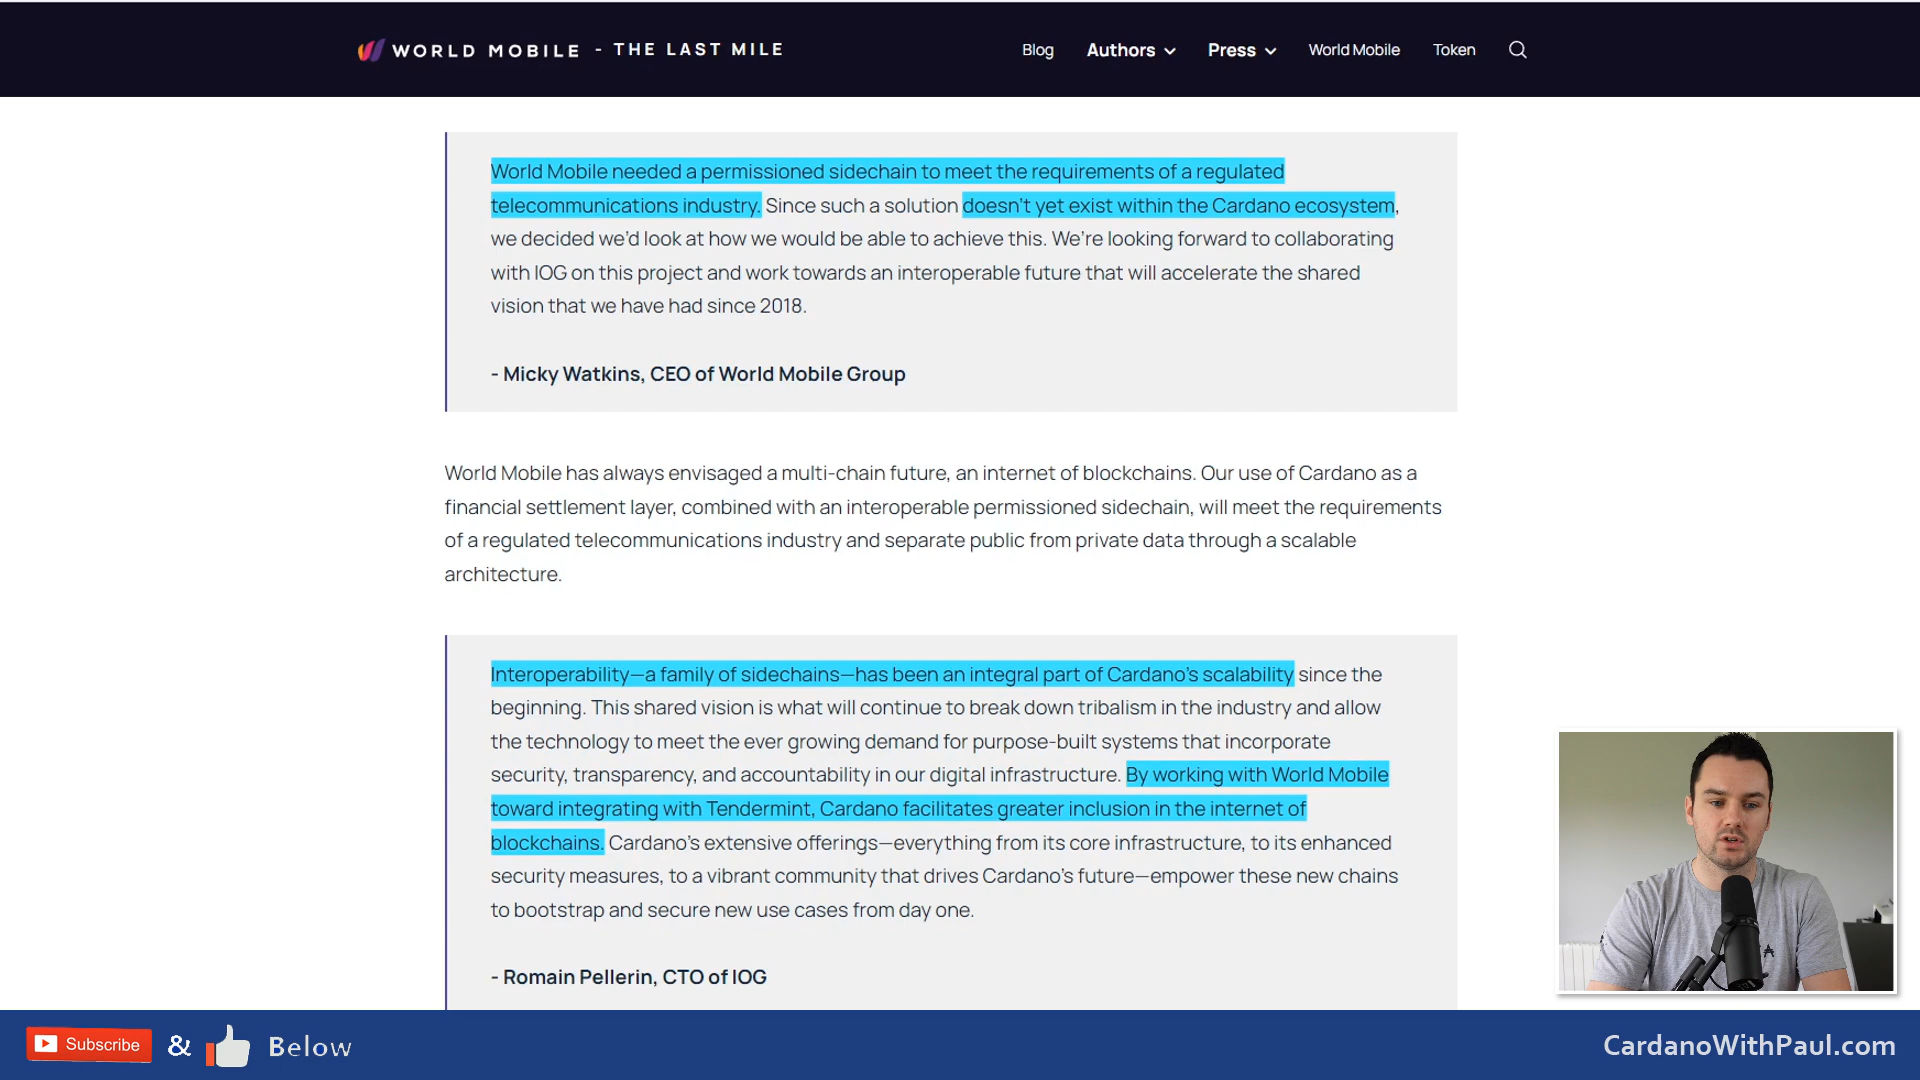 WORLD MOBILE - THE LAST MILE
Blog Authors Press World Mobile Token
World Mobile needed a permissioned sidechain to meet the requirements of a regulated
telecommunications industry. Since such a solution doesn't yet exist within the Cardano ecosystem,
we decided we'd look at how we would be able to achieve this. We're looking forward to collaborating
with IOG on this project and work towards an interoperable future that will accelerate the shared
vision that we have had since 2018.
- Micky Watkins, CEO of World Mobile Group
World Mobile has always envisaged a multi-chain future, an internet of blockchains. Our use of Cardano as a
financial settlement layer, combined with an interoperable permissioned sidechain, will meet the requirements
of a regulated telecommunications industry and separate public from private data through a scalable
architecture.
Interoperability—a family of sidechains—has been an integral part of Cardano's scalability since the
beginning. This shared vision is what will continue to break down tribalism in the industry and allow
the technology to meet the ever growing demand for purpose-built systems that incorporate
security, transparency, and accountability in our digital infrastructure. By working with World Mobile
toward integrating with Tendermint, Cardano facilitates greater inclusion in the internet of
blockchains. Cardano's extensive offerings—everything from its core infrastructure, to its enhanced
security measures, to a vibrant community that drives Cardano's future—empower these new chains
to bootstrap and secure new use cases from day one.
- Romain Pellerin, CTO of IOG
Subscribe & Below
CardanoWithPaul.com